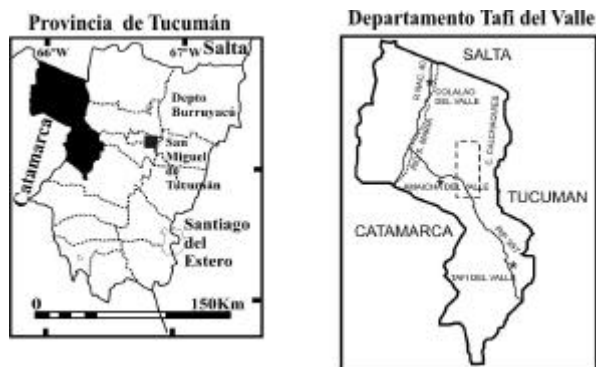 Provincia de Tucumán
66°W
67°W
Salta
Depto
Burruyacú
San
Miguel
de
Tucumán
Catamarca
Santiago
del
Estero
0
150Km
Departamento Tafi del Valle
SALTA
COLALAO
DEL VALLE
AMAICHA DEL VALLE
TUCUMAN
CATAMARCA
TAFI DEL VALLE